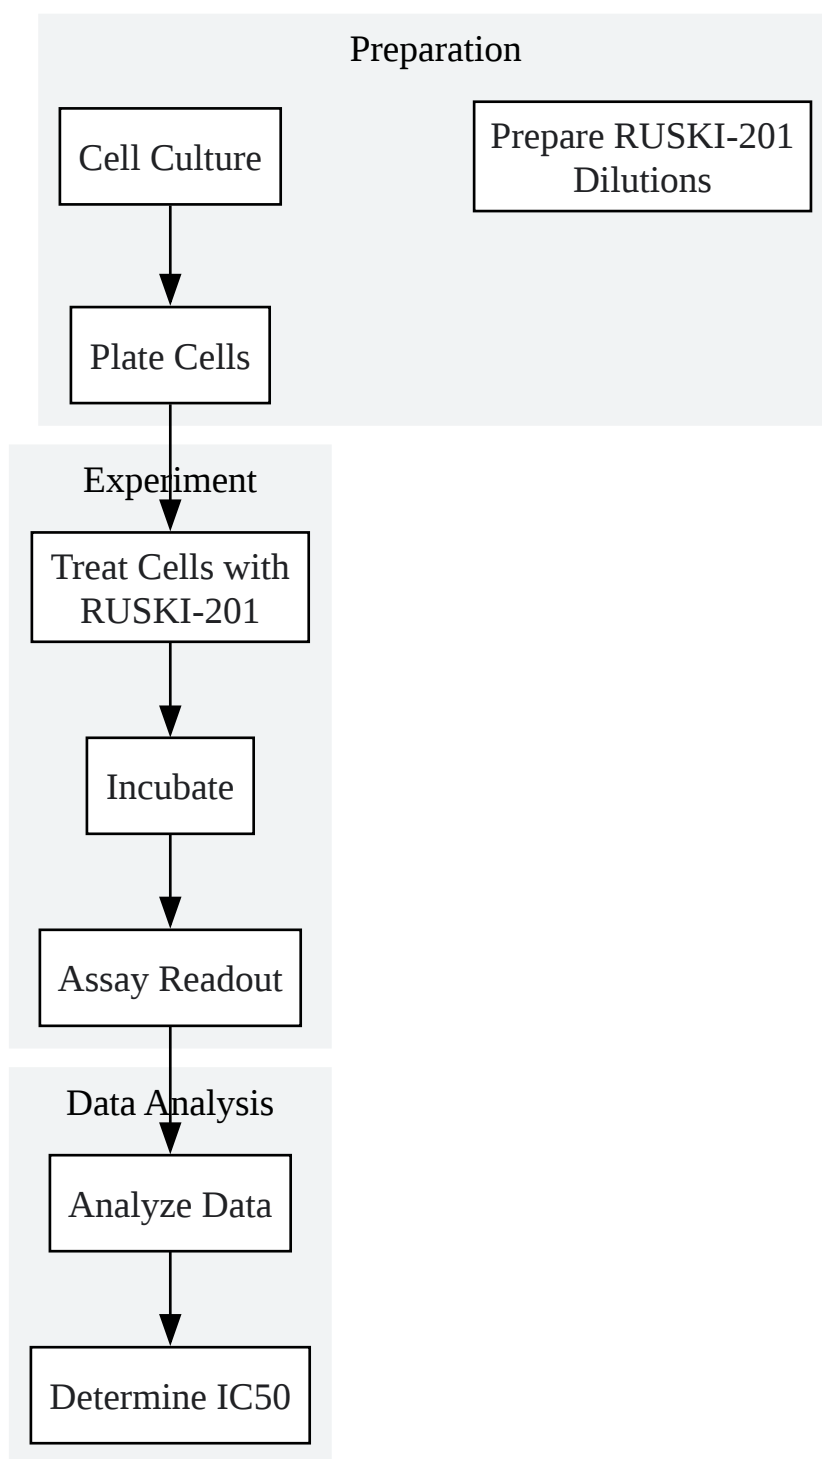 Preparation
Cell Culture
Prepare RUSKI-201
Dilutions
Plate Cells
Experiment
Treat Cells with
RUSKI-201
Incubate
Assay Readout
Data Analysis
Analyze Data
Determine IC50